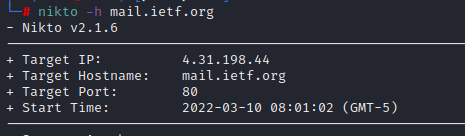 └─# nikto -h mail.ietf.org
- Nikto v2.1.6
+ Target IP: 4.31.198.44
+ Target Hostname: mail.ietf.org
+ Target Port: 80
+ Start Time: 2022-03-10 08:01:02 (GMT-5)